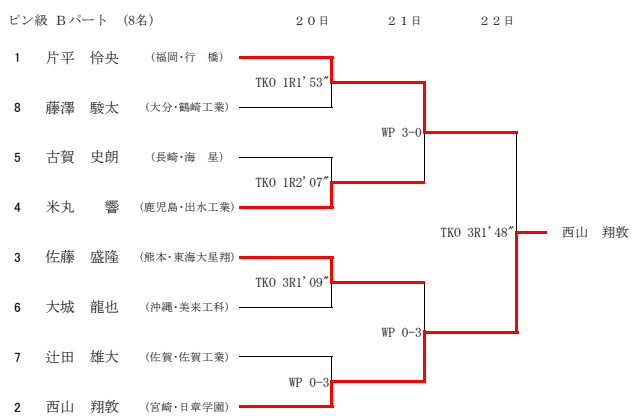 ピン級 Bパート （8名） 20日 21日 22日
1 片平 怜央 （福岡・行 橋）
TKO 1R1′53″
8 藤澤 駿太 （大分・鶴崎工業）
WP 3-0
5 古賀 史朗 （長崎・海 星）
TKO 1R2′07″
4 米丸 響 （鹿児島・出水工業）
TKO 3R1′48″ 西山 翔敦
3 佐藤 盛隆 （熊本・東海大星翔）
TKO 3R1′09″
6 大城 龍也 （沖縄・美来工科）
WP 0-3
7 辻田 雄大 （佐賀・佐賀工業）
WP 0-3
2 西山 翔敦 （宮崎・日章学園）